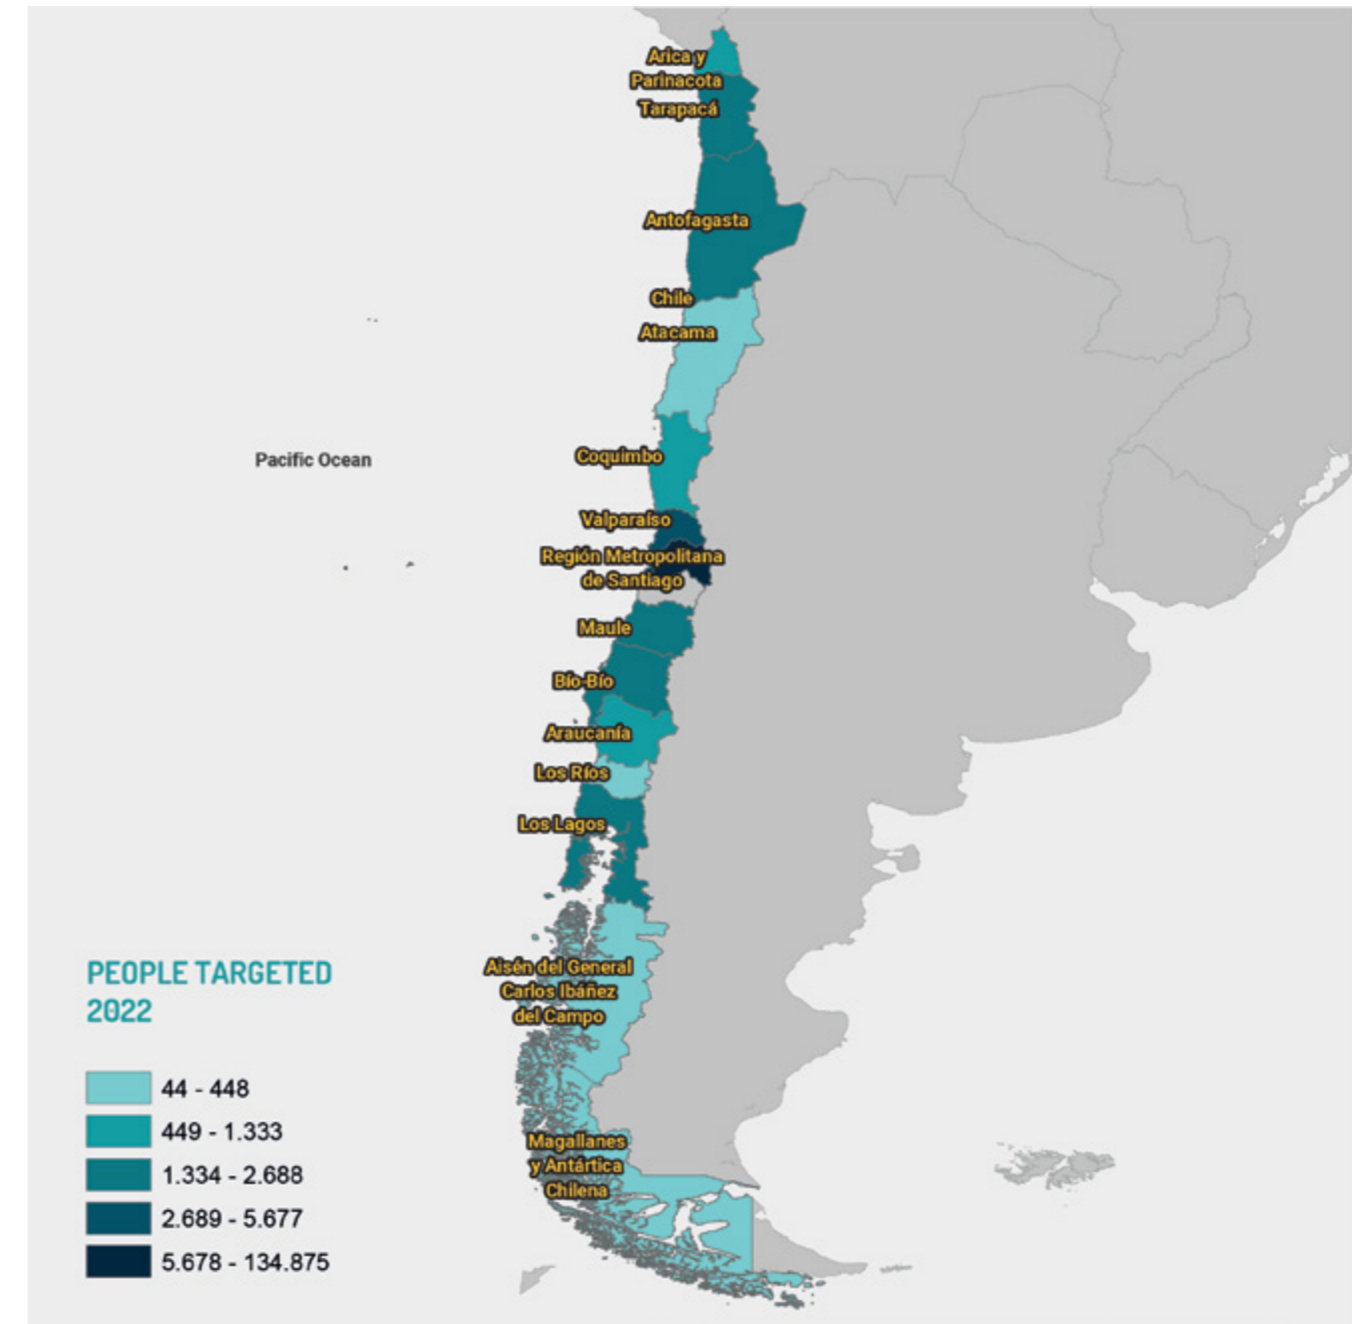 Arica y
Parinacota
Tarapacá
Antofagasta
Chile
Atacama
Coquimbo
Pacific Ocean
Valparaíso
Región Metropolitana
de Santiago
Maule
Bío-Bío
Araucanía
Los Ríos
Los Lagos
Aisén del General
Carlos Ibáñez
del Campo
Magallanes
y Antártica
Chilena
PEOPLE TARGETED
2022
44 - 448
449 - 1.333
1.334 - 2.688
2.689 - 5.677
5.678 - 134.875